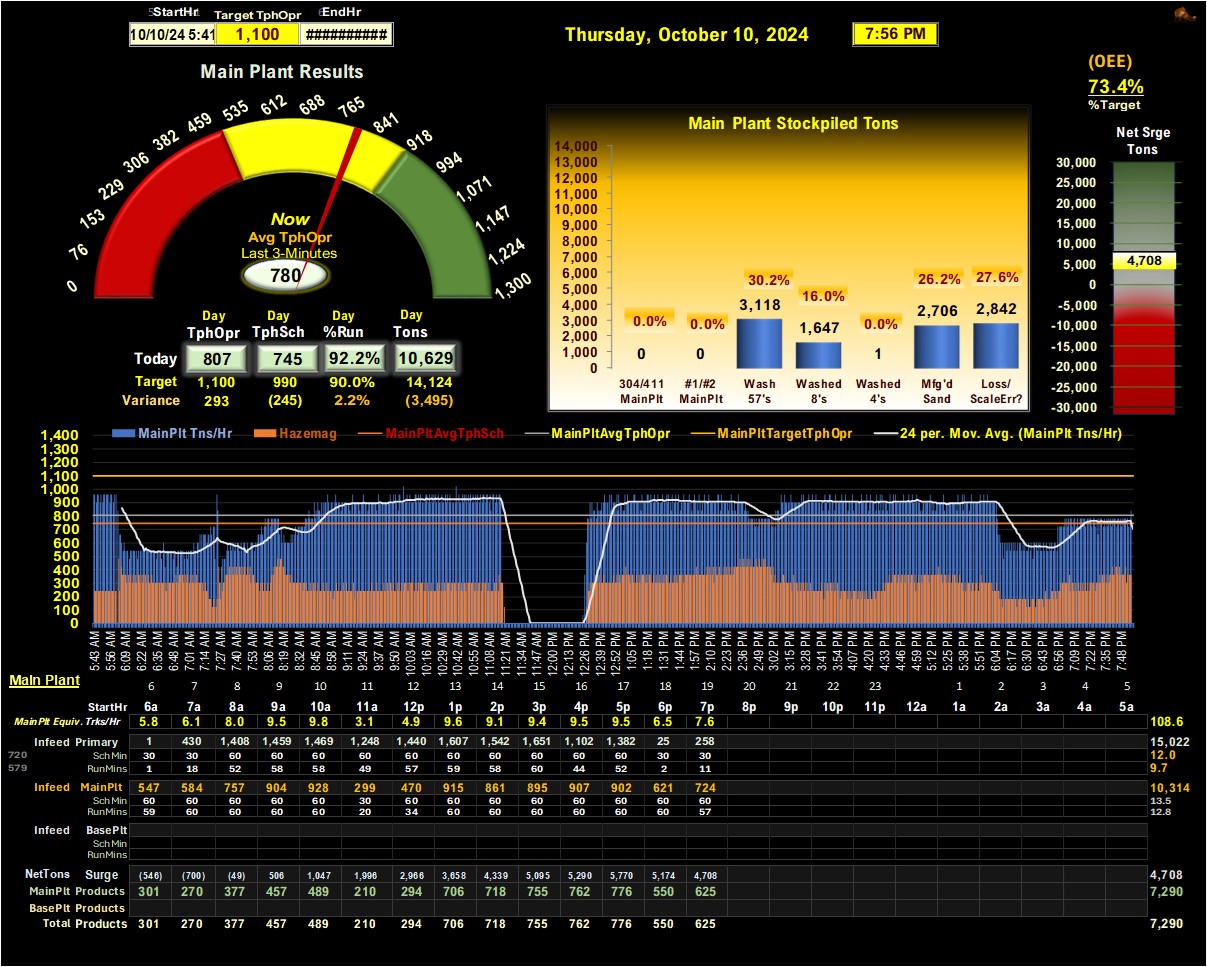 StartHr Target TphOpr EndHr
10/10/24 5:41 1,100 ##########
Thursday, October 10, 2024 7:56 PM
(OEE)
73.4%
%Target
Main Plant Results
0 76 153 229 306 382 459 535 612 688 765 841 918 994 1,071 1,147 1,224 1,300
Now
Avg TphOpr
Last 3-Minutes
780
Day Day Day Day
TphOpr TphSch %Run Tons
Today 807 745 92.2% 10,629
Target 1,100 990 90.0% 14,124
Variance 293 (245) 2.2% (3,495)
Main Plant Stockpiled Tons
14,000
13,000
12,000
11,000
10,000
9,000
8,000
7,000
6,000
5,000
4,000
3,000
2,000
1,000
0
0.0% 0.0% 30.2% 16.0% 0.0% 26.2% 27.6%
0 0 3,118 1,647 1 2,706 2,842
304/411 #1/#2 Wash Washed Washed Mfg'd Loss/
MainPlt MainPlt 57's 8's 4's Sand ScaleErr?
Net Srge
Tons
30,000
25,000
20,000
15,000
10,000
5,000
0
-5,000
-10,000
-15,000
-20,000
-25,000
-30,000
4,708
MainPlt Tns/Hr Hazemag MainPltAvgTphSch MainPltAvgTphOpr MainPltTargetTphOpr 24 per. Mov. Avg. (MainPlt Tns/Hr)
1,400
1,300
1,200
1,100
1,000
900
800
700
600
500
400
300
200
100
0
5:43 AM 5:56 AM 6:09 AM 6:22 AM 6:35 AM 6:48 AM 7:01 AM 7:14 AM 7:27 AM 7:40 AM 7:53 AM 8:06 AM 8:19 AM 8:32 AM 8:45 AM 8:58 AM 9:11 AM 9:24 AM 9:37 AM 9:50 AM 10:03 AM 10:16 AM 10:29 AM 10:42 AM 10:55 AM 11:08 AM 11:21 AM 11:34 AM 11:47 AM 12:00 PM 12:13 PM 12:26 PM 12:39 PM 12:52 PM 1:05 PM 1:18 PM 1:31 PM 1:44 PM 1:57 PM 2:10 PM 2:23 PM 2:36 PM 2:49 PM 3:02 PM 3:15 PM 3:28 PM 3:41 PM 3:54 PM 4:07 PM 4:20 PM 4:33 PM 4:46 PM 4:59 PM 5:12 PM 5:25 PM 5:38 PM 5:51 PM 6:04 PM 6:17 PM 6:30 PM 6:43 PM 6:56 PM 7:09 PM 7:22 PM 7:35 PM 7:48 PM
Main Plant 6 7 8 9 10 11 12 13 14 15 16 17 18 19 20 21 22 23 1 2 3 4 5
StartHr 6a 7a 8a 9a 10a 11a 12p 1p 2p 3p 4p 5p 6p 7p 8p 9p 10p 11p 12a 1a 2a 3a 4a 5a
MainPlt Equiv. Trks/Hr 5.8 6.1 8.0 9.5 9.8 3.1 4.9 9.6 9.1 9.4 9.5 9.5 6.5 7.6 108.6
Infeed Primary 1 430 1,408 1,459 1,469 1,248 1,440 1,607 1,542 1,651 1,102 1,382 25 258 15,022
720 SchMin 30 30 60 60 60 60 60 60 60 60 60 60 30 30 12.0
579 RunMins 1 18 52 58 58 49 57 59 58 60 44 52 2 11 9.7
Infeed MainPlt 547 584 757 904 928 299 470 915 861 895 907 902 621 724 10,314
SchMin 60 60 60 60 60 30 60 60 60 60 60 60 60 60 13.5
RunMins 59 60 60 60 60 20 34 60 60 60 60 60 60 57 12.8
Infeed BasePlt
SchMin
RunMins
NetTons Surge (546) (700) (49) 506 1,047 1,996 2,966 3,658 4,339 5,095 5,290 5,770 5,174 4,708 4,708
MainPlt Products 301 270 377 457 489 210 294 706 718 755 762 776 550 625 7,290
BasePlt Products
Total Products 301 270 377 457 489 210 294 706 718 755 762 776 550 625 7,290